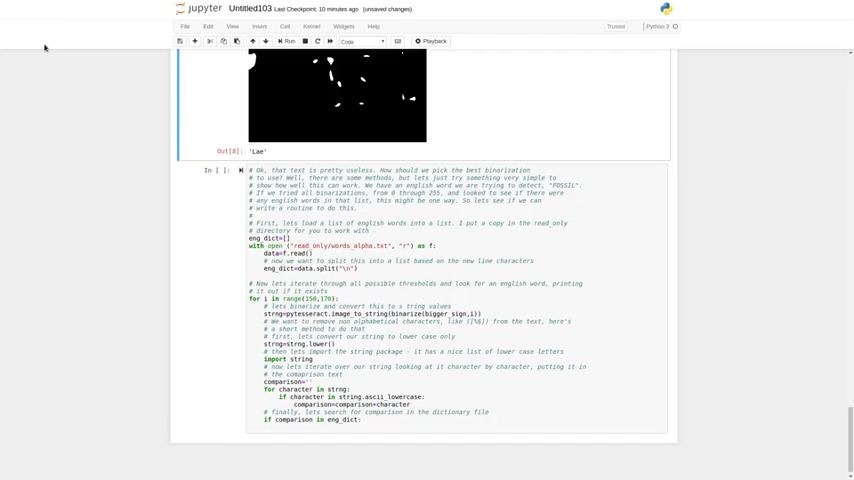 jupyter Untitled103 Last Checkpoint: 10 minutes ago (unsaved changes)
File Edit View Insert Cell Kernel Widgets Help Trusted Python 3
Run Code Playback
Out[8]: 'Lae'
In [ ]:
# Ok, that text is pretty useless. How should we pick the best binarization
# to use? Well, there are some methods, but lets just try something very simple to
# show how well this can work. We have an english word we are trying to detect, "FOSSIL".
# If we tried all binarizations, from 0 through 255, and looked to see if there were
# any english words in that list, this might be one way. So lets see if we can
# write a routine to do this.
#
# First, lets load a list of english words into a list. I put a copy in the read_only
# directory for you to work with
eng_dict=[]
with open ("read_only/words_alpha.txt", "r") as f:
    data=f.read()
    # now we want to split this into a list based on the new line characters
    eng_dict=data.split("\n")
# Now lets iterate through all possible thresholds and look for an english word, printing
# it out if it exists
for i in range(150,170):
    # lets binarize and convert this to s tring values
    strng=pytesseract.image_to_string(binarize(bigger_sign,i))
    # We want to remove non alphabetical characters, like ([%$]) from the text, here's
    # a short method to do that
    # first, lets convert our string to lower case only
    strng=strng.lower()
    # then lets import the string package - it has a nice list of lower case letters
    import string
    # now lets iterate over our string looking at it character by character, putting it in
    # the comaprison text
    comparison=''
    for character in strng:
        if character in string.ascii_lowercase:
            comparison=comparison+character
    # finally, lets search for comparison in the dictionary file
    if comparison in eng_dict: